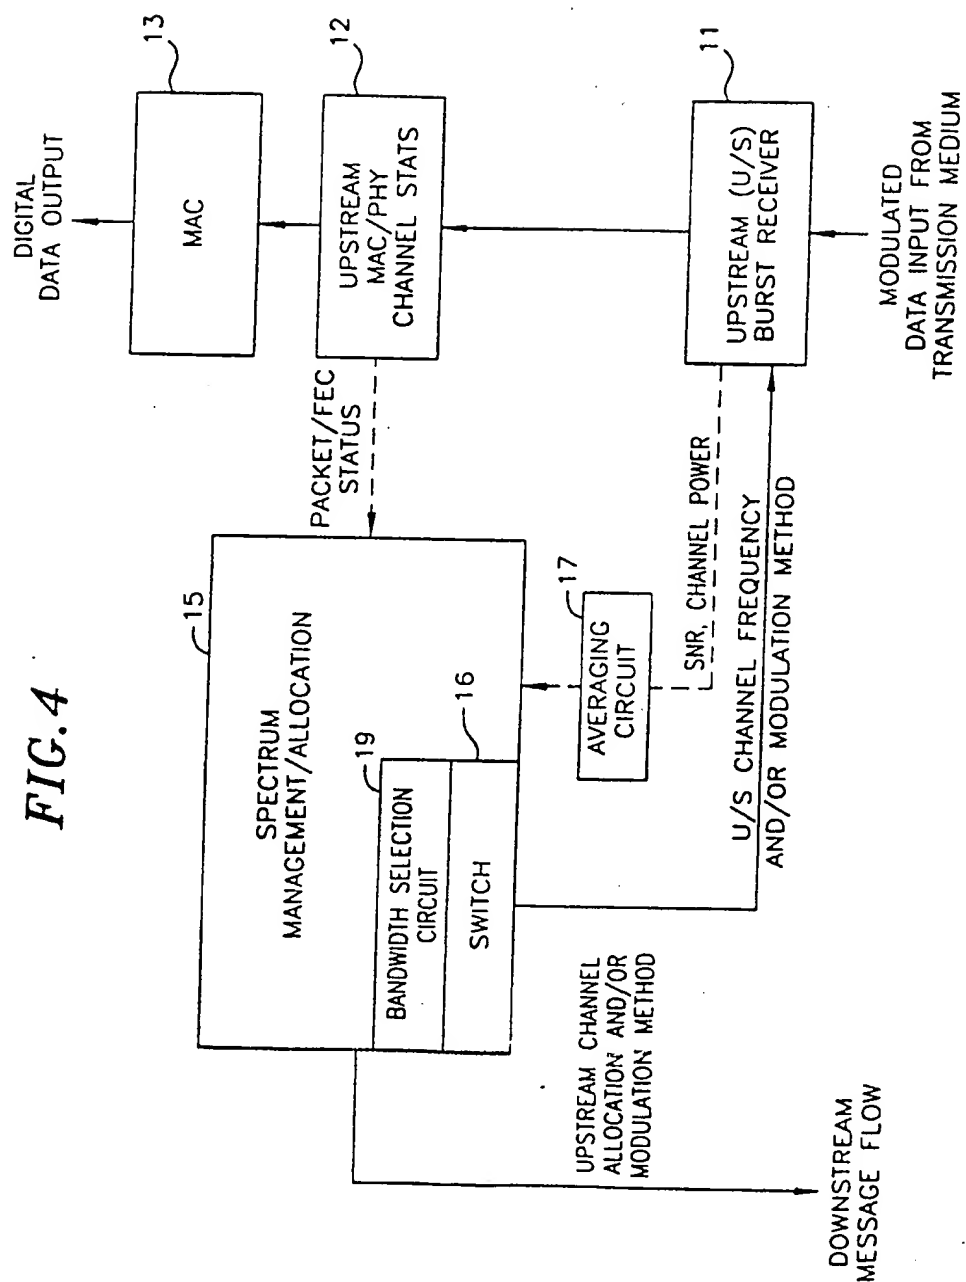 FIG.4
DIGITAL
DATA OUTPUT
13
MAC
12
UPSTREAM
MAC/PHY
CHANNEL STATS
11
UPSTREAM (U/S)
BURST RECEIVER
MODULATED
DATA INPUT FROM
TRANSMISSION MEDIUM
PACKET/FEC
STATUS
15
SPECTRUM
MANAGEMENT/ALLOCATION
19
BANDWIDTH SELECTION
CIRCUIT
16
SWITCH
17
AVERAGING
CIRCUIT
SNR, CHANNEL POWER
U/S CHANNEL FREQUENCY
AND/OR MODULATION METHOD
UPSTREAM CHANNEL
ALLOCATION AND/OR
MODULATION METHOD
DOWNSTREAM
MESSAGE FLOW